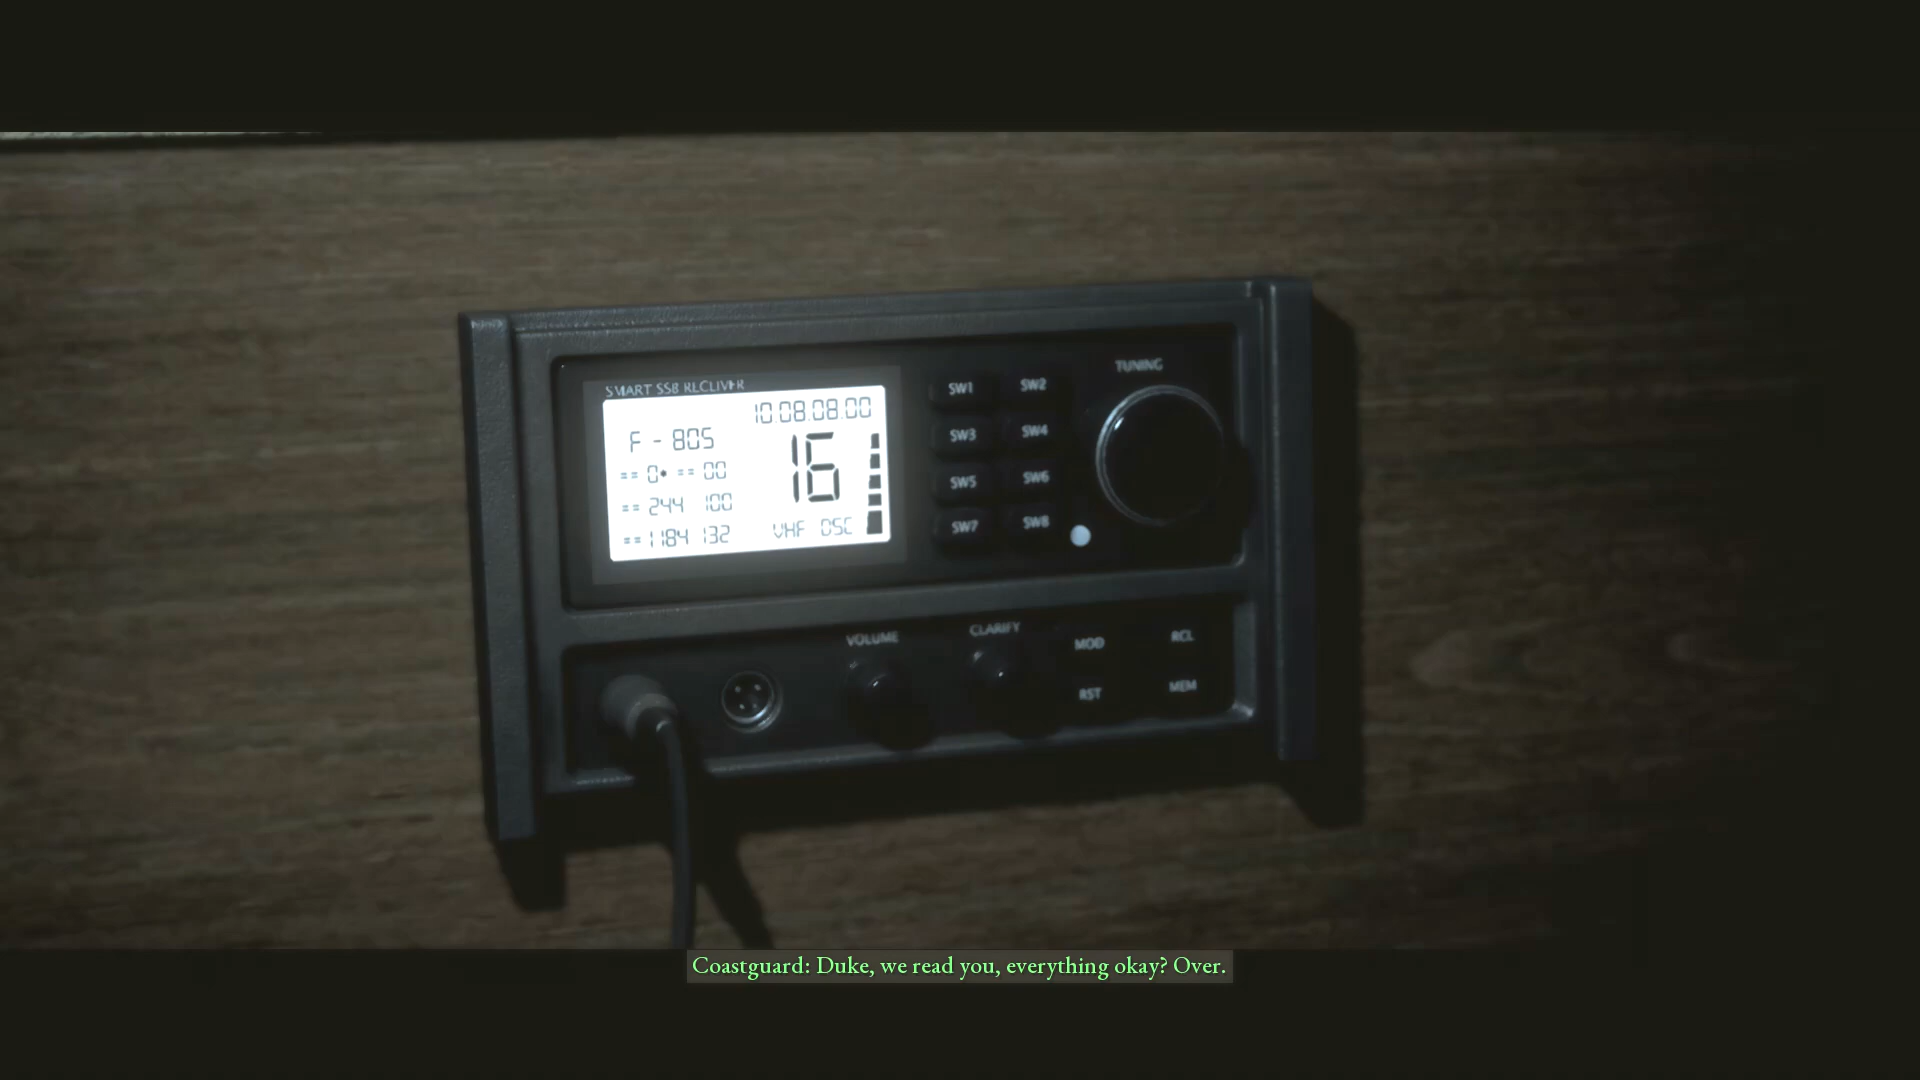 SMART SSB RECEIVER
10:08:08.00
F - 805
16
== 0* == 00
== 244 100
==1184 132
VHF DSC
SW1 SW2
SW3 SW4
SW5 SW6
SW7 SW8
TUNING
VOLUME
CLARIFY
MOD RCL
RST MEM
Coastguard: Duke, we read you, everything okay? Over.